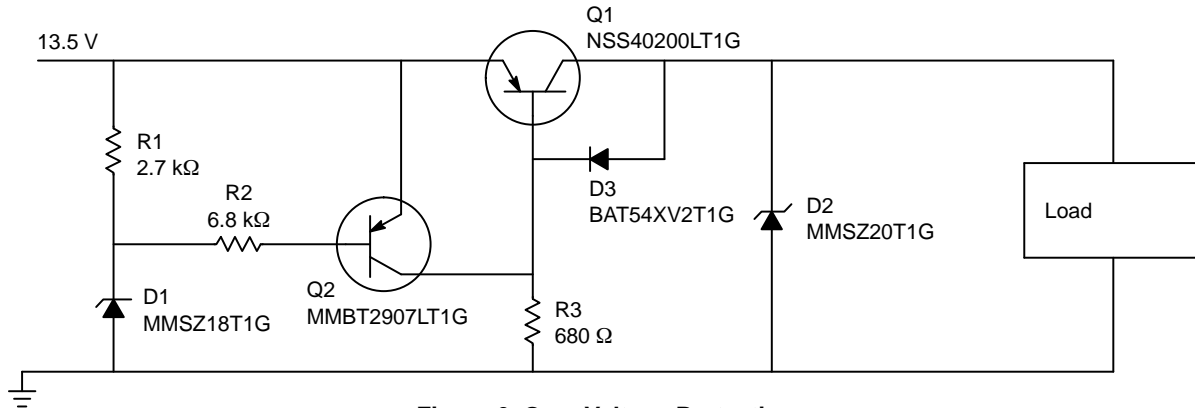 13.5 V
Q1
NSS40200LT1G
R1
2.7 kΩ
R2
6.8 kΩ
D3
BAT54XV2T1G
D2
MMSZ20T1G
Load
D1
MMSZ18T1G
Q2
MMBT2907LT1G
R3
680 Ω